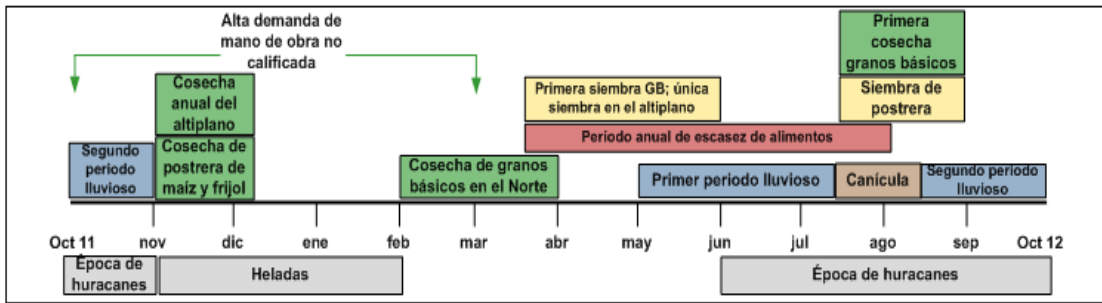 Alta demanda de
mano de obra no
calificada
Primera
cosecha
granos básicos
Cosecha
anual del
altiplano
Primera siembra GB; única
siembra en el altiplano
Siembra de
postrera
Periodo anual de escasez de alimentos
Segundo
periodo
lluvioso
Cosecha de
postrera de
maíz y frijol
Cosecha de granos
básicos en el Norte
Primer periodo lluvioso
Canícula
Segundo periodo
lluvioso
Oct 11 nov dic ene feb mar abr may jun jul ago sep Oct 12
Época de
huracanes
Heladas
Época de huracanes